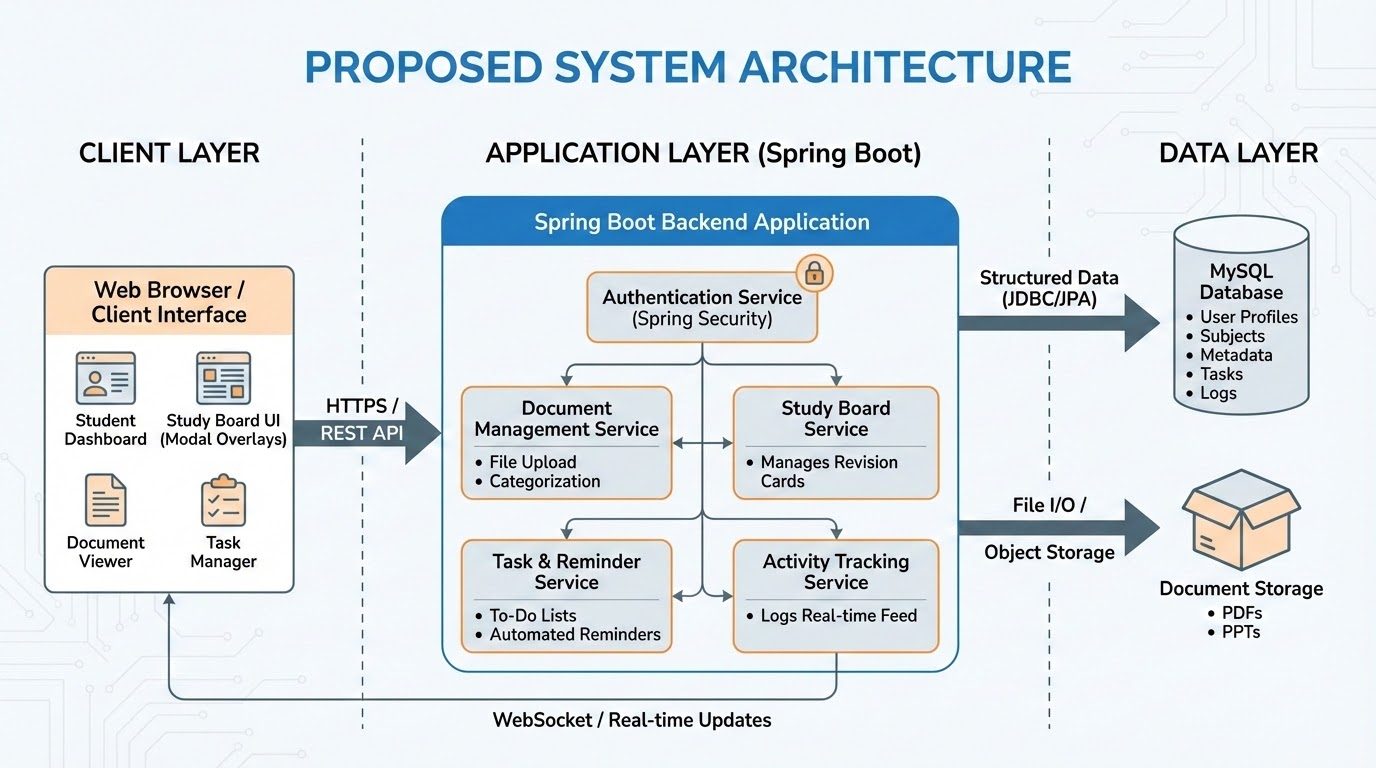 PROPOSED SYSTEM ARCHITECTURE
CLIENT LAYER
Web Browser /
Client Interface
Student
Dashboard
Study Board UI
(Modal Overlays)
Document
Viewer
Task
Manager
HTTPS /
REST API
APPLICATION LAYER (Spring Boot)
Spring Boot Backend Application
Authentication Service
(Spring Security)
Document
Management Service
• File Upload
• Categorization
Study Board
Service
• Manages Revision
Cards
Task & Reminder
Service
• To-Do Lists
• Automated Reminders
Activity Tracking
Service
• Logs Real-time Feed
WebSocket / Real-time Updates
Structured Data
(JDBC/JPA)
File I/O /
Object Storage
DATA LAYER
MySQL
Database
• User Profiles
• Subjects
• Metadata
• Tasks
• Logs
Document Storage
• PDFs
• PPTs